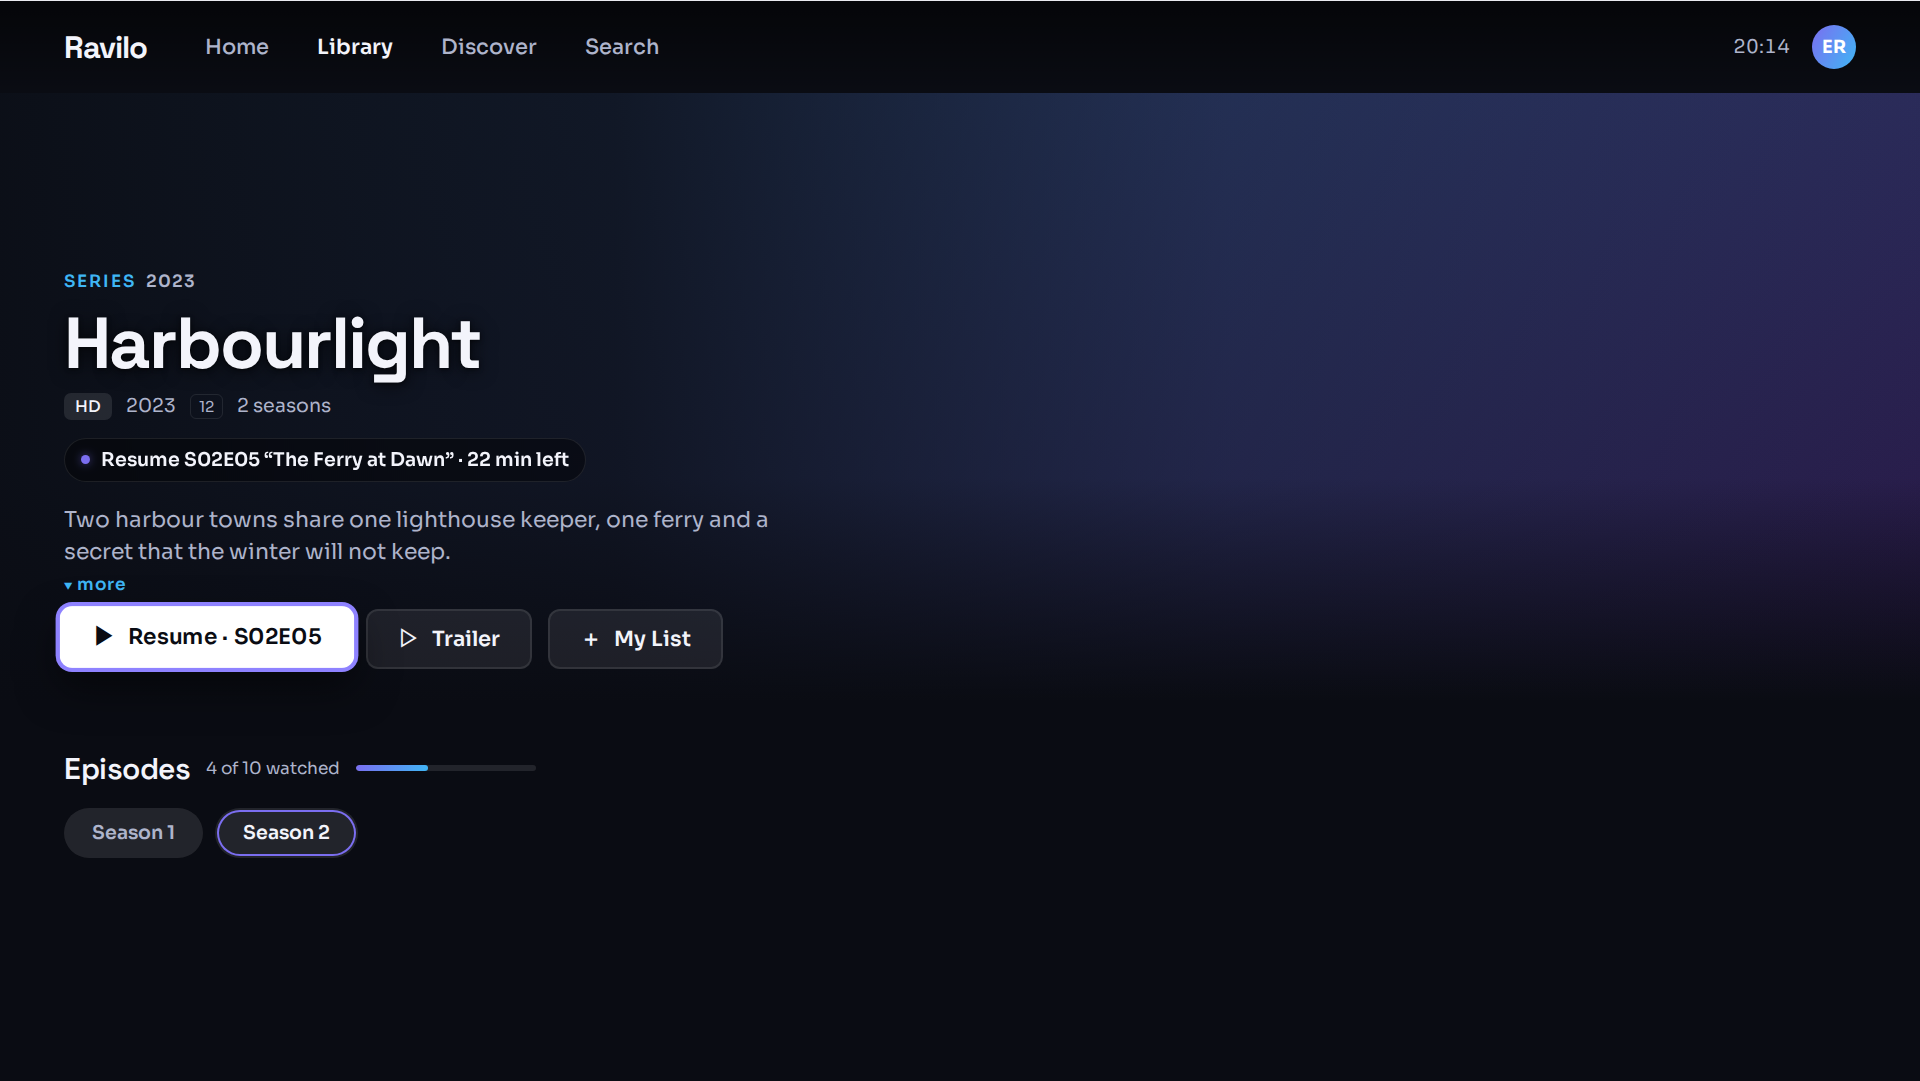 Ravilo Home Library Discover Search 20:14 ER
SERIES 2023
Harbourlight
HD 2023 12 2 seasons
Resume S02E05 “The Ferry at Dawn” · 22 min left
Two harbour towns share one lighthouse keeper, one ferry and a
secret that the winter will not keep.
▾ more
▶ Resume · S02E05 ▷ Trailer + My List
Episodes 4 of 10 watched
Season 1 Season 2